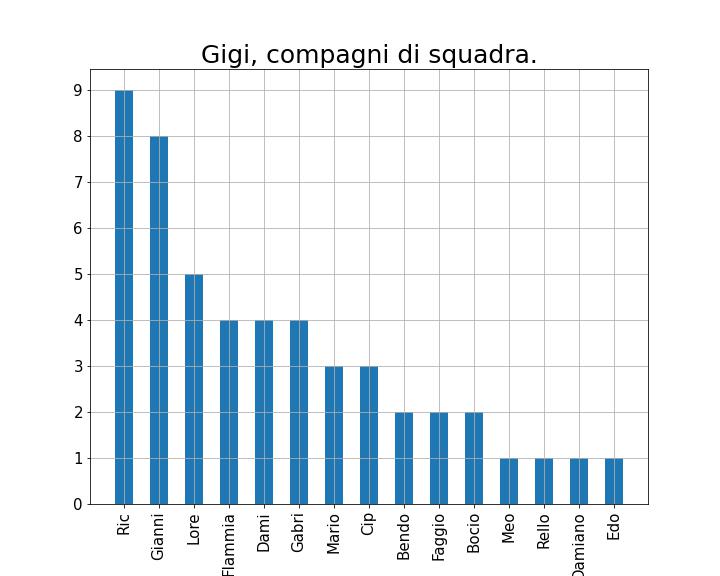 Gigi, compagni di squadra.
9
8
7
6
5
4
3
2
1
0
Ric
Gianni
Lore
Flammia
Dami
Gabri
Mario
Cip
Bendo
Faggio
Bocio
Meo
Rello
Damiano
Edo